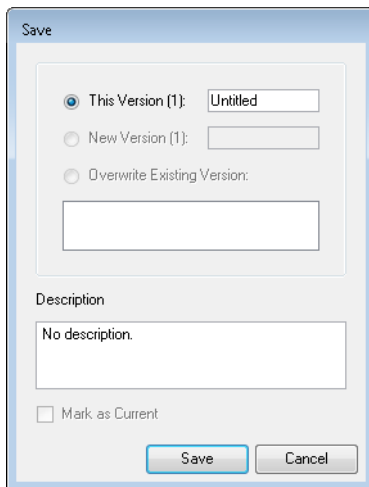 Save
This Version (1): Untitled
New Version (1):
Overwrite Existing Version:
Description
No description.
Mark as Current
Save Cancel